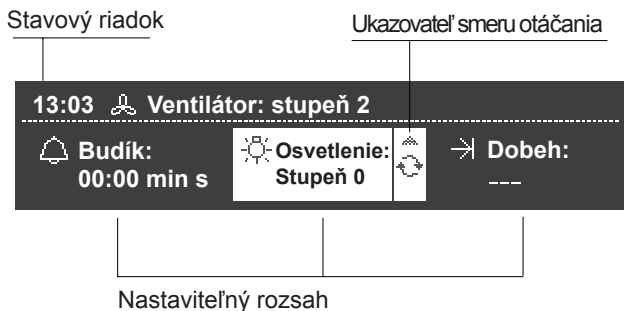 Stavový riadok
Ukazovateľ smeru otáčania
13:03 Ventilátor: stupeň 2
Budík:
00:00 min s
Osvetlenie:
Stupeň 0
Dobeh:
---
Nastaviteľný rozsah